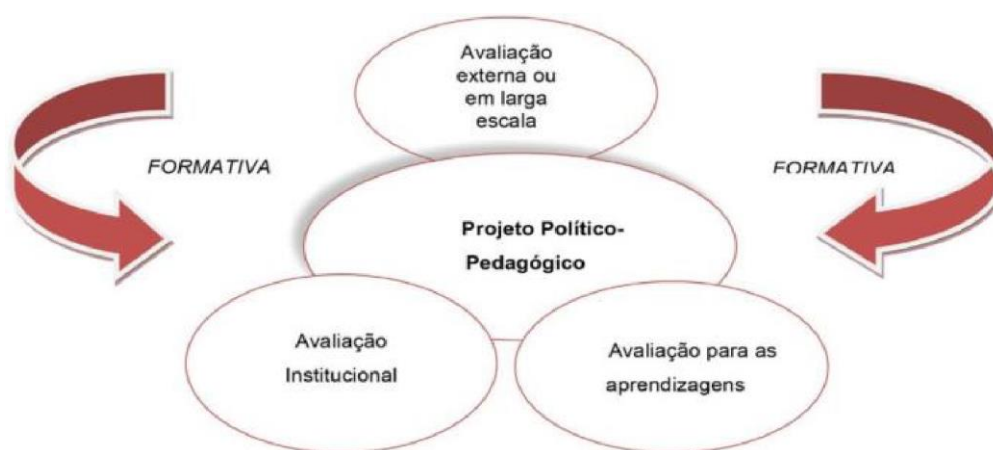 Avaliação
externa ou
em larga
escala
FORMATIVA
FORMATIVA
Projeto Político-
Pedagógico
Avaliação
Institucional
Avaliação para as
aprendizagens